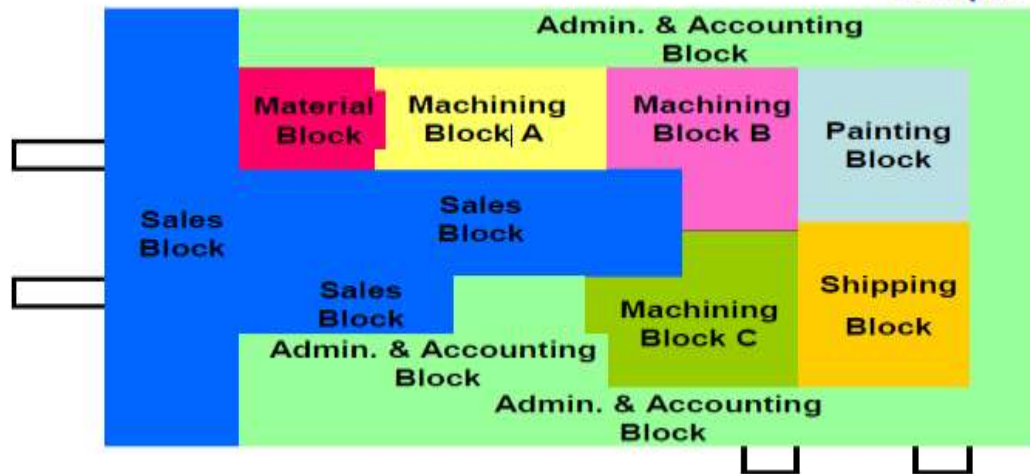 Admin. & Accounting
Block
Material
Block
Machining
Block A
Machining
Block B
Painting
Block
Sales
Block
Sales
Block
Sales
Block
Shipping
Block
Machining
Block C
Admin. & Accounting
Block
Admin. & Accounting
Block